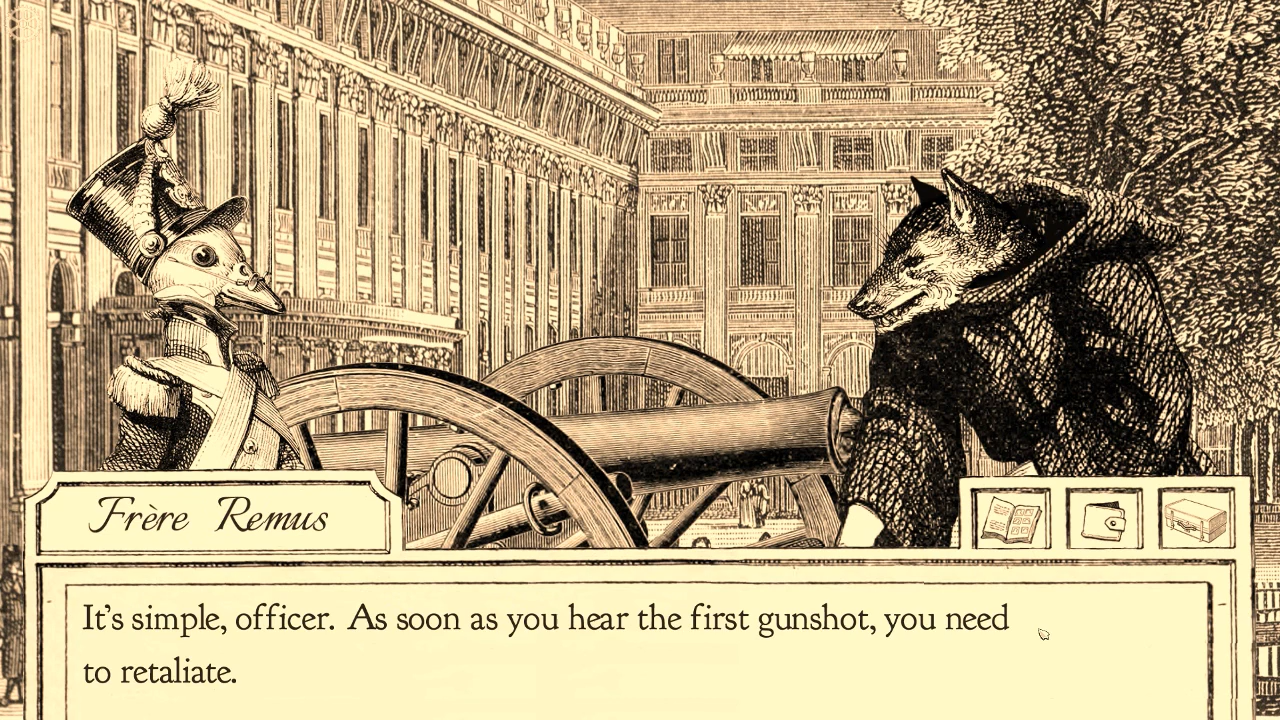 Frère Remus
It's simple, officer. As soon as you hear the first gunshot, you need
to retaliate.